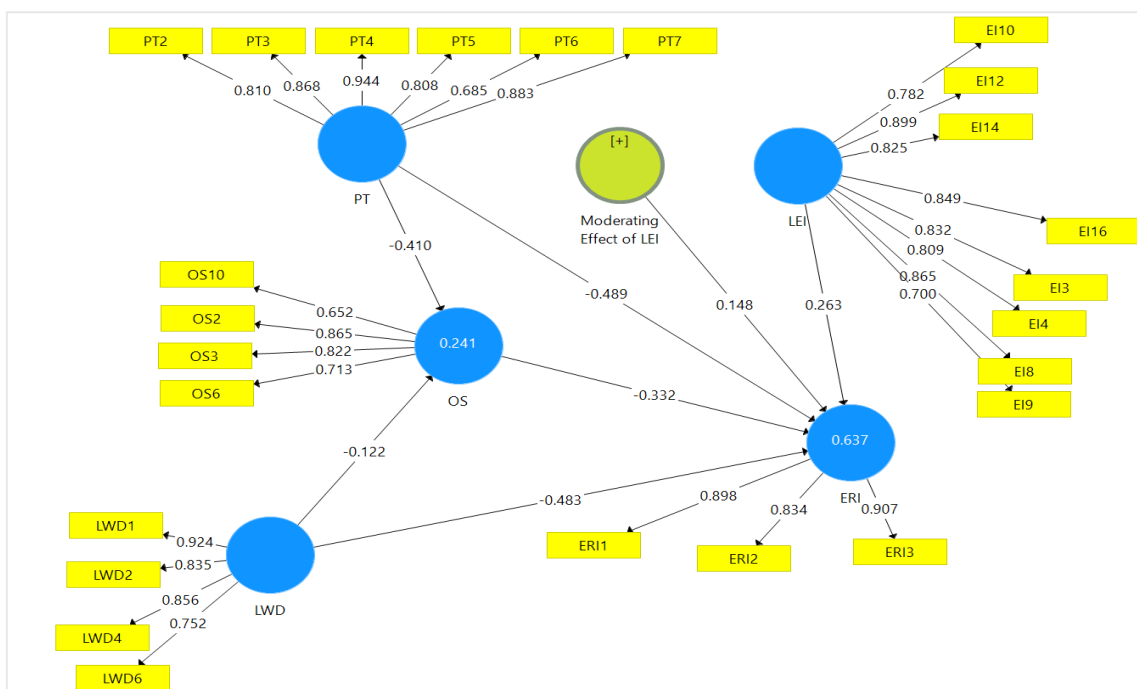 PT2
PT3
PT4
PT5
PT6
PT7
EI10
EI12
EI14
EI16
EI3
EI4
EI8
EI9
0.810
0.868
0.944
0.808
0.685
0.883
0.782
0.899
0.825
0.849
0.832
0.809
0.865
0.700
PT
[+]
Moderating
Effect of LEI
LEI
-0.410
-0.489
0.148
0.263
OS10
OS2
OS3
OS6
0.652
0.865
0.822
0.713
0.241
OS
-0.332
-0.122
0.637
ERI
-0.483
0.898
0.834
0.907
ERI1
ERI2
ERI3
LWD1
LWD2
LWD4
LWD6
0.924
0.835
0.856
0.752
LWD